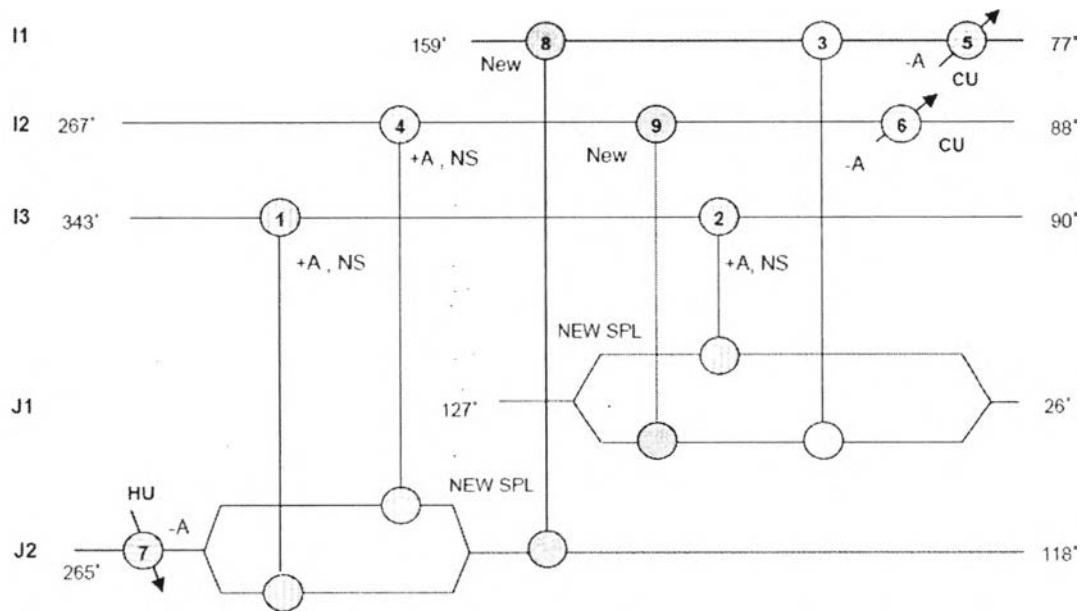 I1 159˚ 8 3 5 77˚
New -A CU
I2 267˚ 4 9 6 88˚
+A , NS New -A CU
I3 343˚ 1 2 90˚
+A , NS +A, NS
NEW SPL
J1 127˚ 26˚
NEW SPL
HU -A
J2 7 118˚
265˚